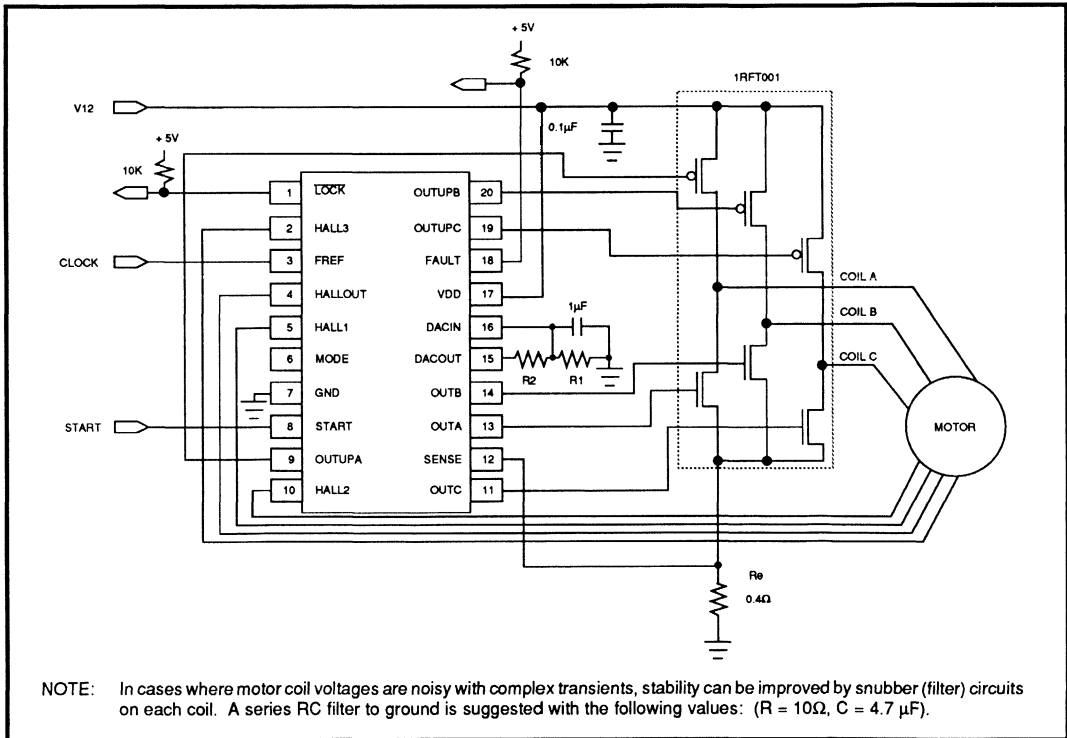 + 5V
10K
1RFT001
V12
0.1µF
+ 5V
10K
1 LOCK OUTUPB 20
2 HALL3 OUTUPC 19
CLOCK 3 FREF FAULT 18
4 HALLOUT VDD 17
5 HALL1 DACIN 16
6 MODE DACOUT 15
7 GND OUTB 14
START 8 START OUTA 13
9 OUTUPA SENSE 12
10 HALL2 OUTC 11
1µF
R2 R1
COIL A
COIL B
COIL C
MOTOR
Re
0.4Ω
NOTE: In cases where motor coil voltages are noisy with complex transients, stability can be improved by snubber (filter) circuits
on each coil. A series RC filter to ground is suggested with the following values: (R = 10Ω, C = 4.7 µF).